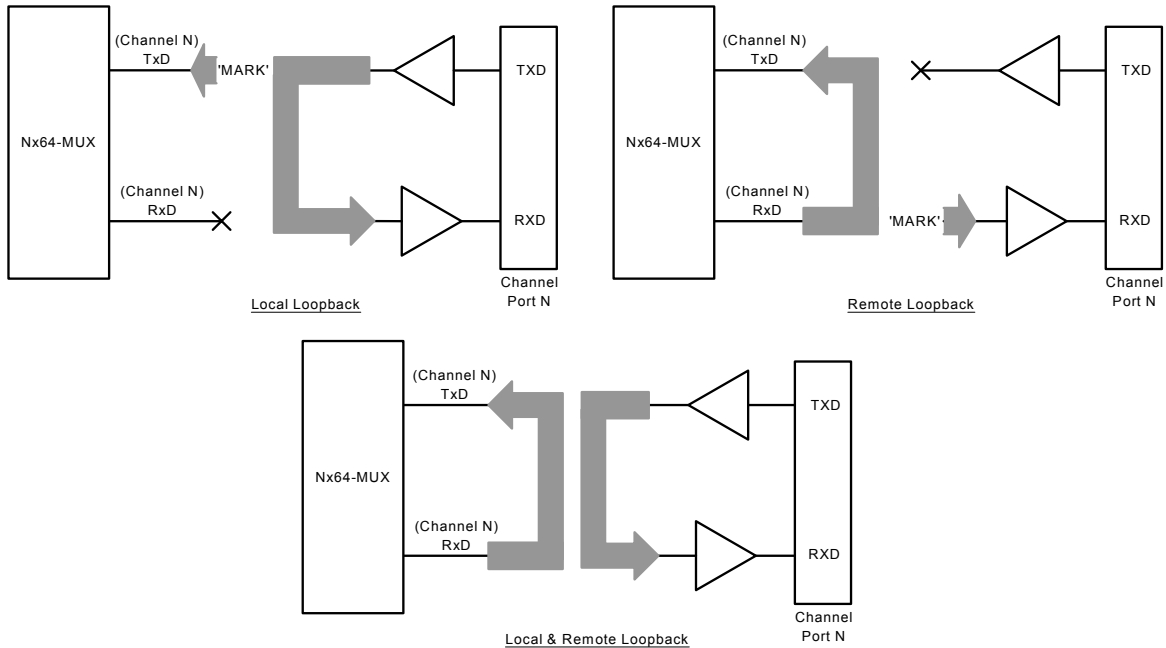 (Channel N)
TxD
'MARK'
TXD
Nx64-MUX
(Channel N)
RxD
RXD
Channel
Port N
Local Loopback
(Channel N)
TxD
TXD
Nx64-MUX
(Channel N)
RxD
'MARK'
RXD
Channel
Port N
Remote Loopback
(Channel N)
TxD
TXD
Nx64-MUX
(Channel N)
RxD
RXD
Channel
Port N
Local & Remote Loopback